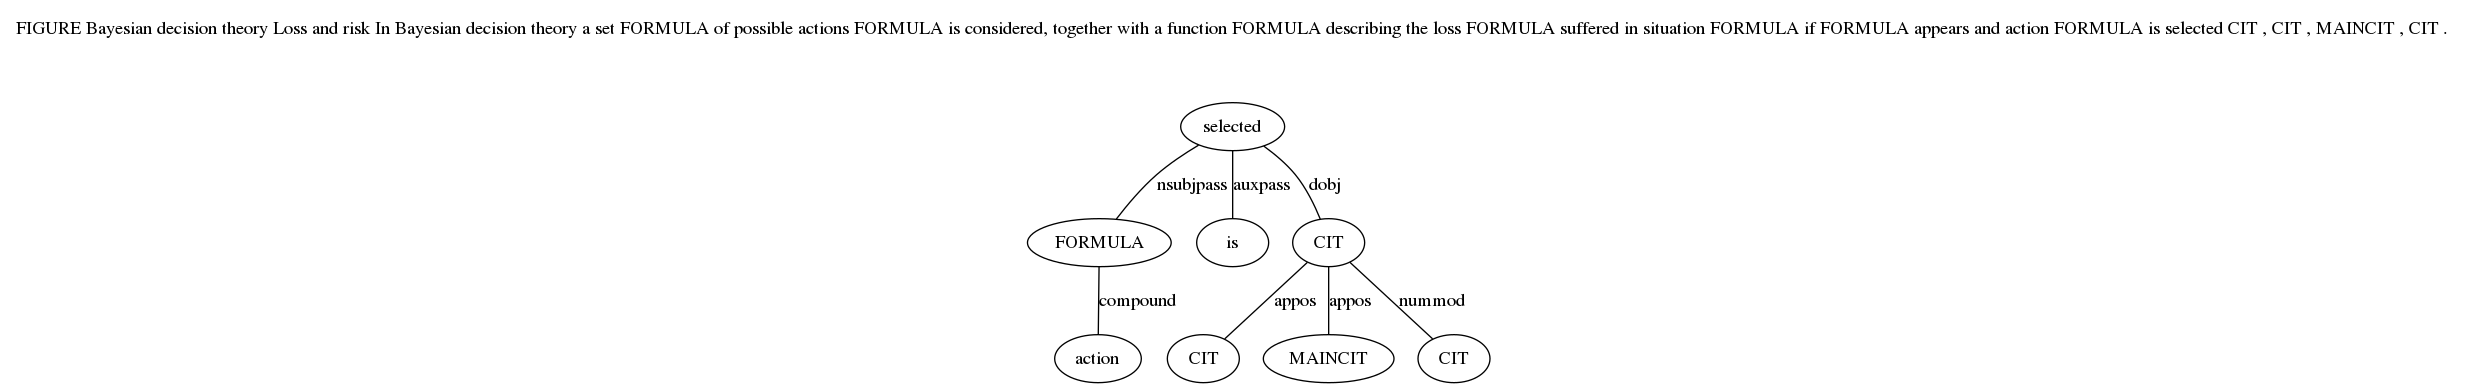 FIGURE Bayesian decision theory Loss and risk In Bayesian decision theory a set FORMULA of possible actions FORMULA is considered, together with a function FORMULA describing the loss FORMULA suffered in situation FORMULA if FORMULA appears and action FORMULA is selected CIT , CIT , MAINCIT , CIT .
selected
nsubjpass auxpass dobj
FORMULA is CIT
compound appos appos nummod
action CIT MAINCIT CIT